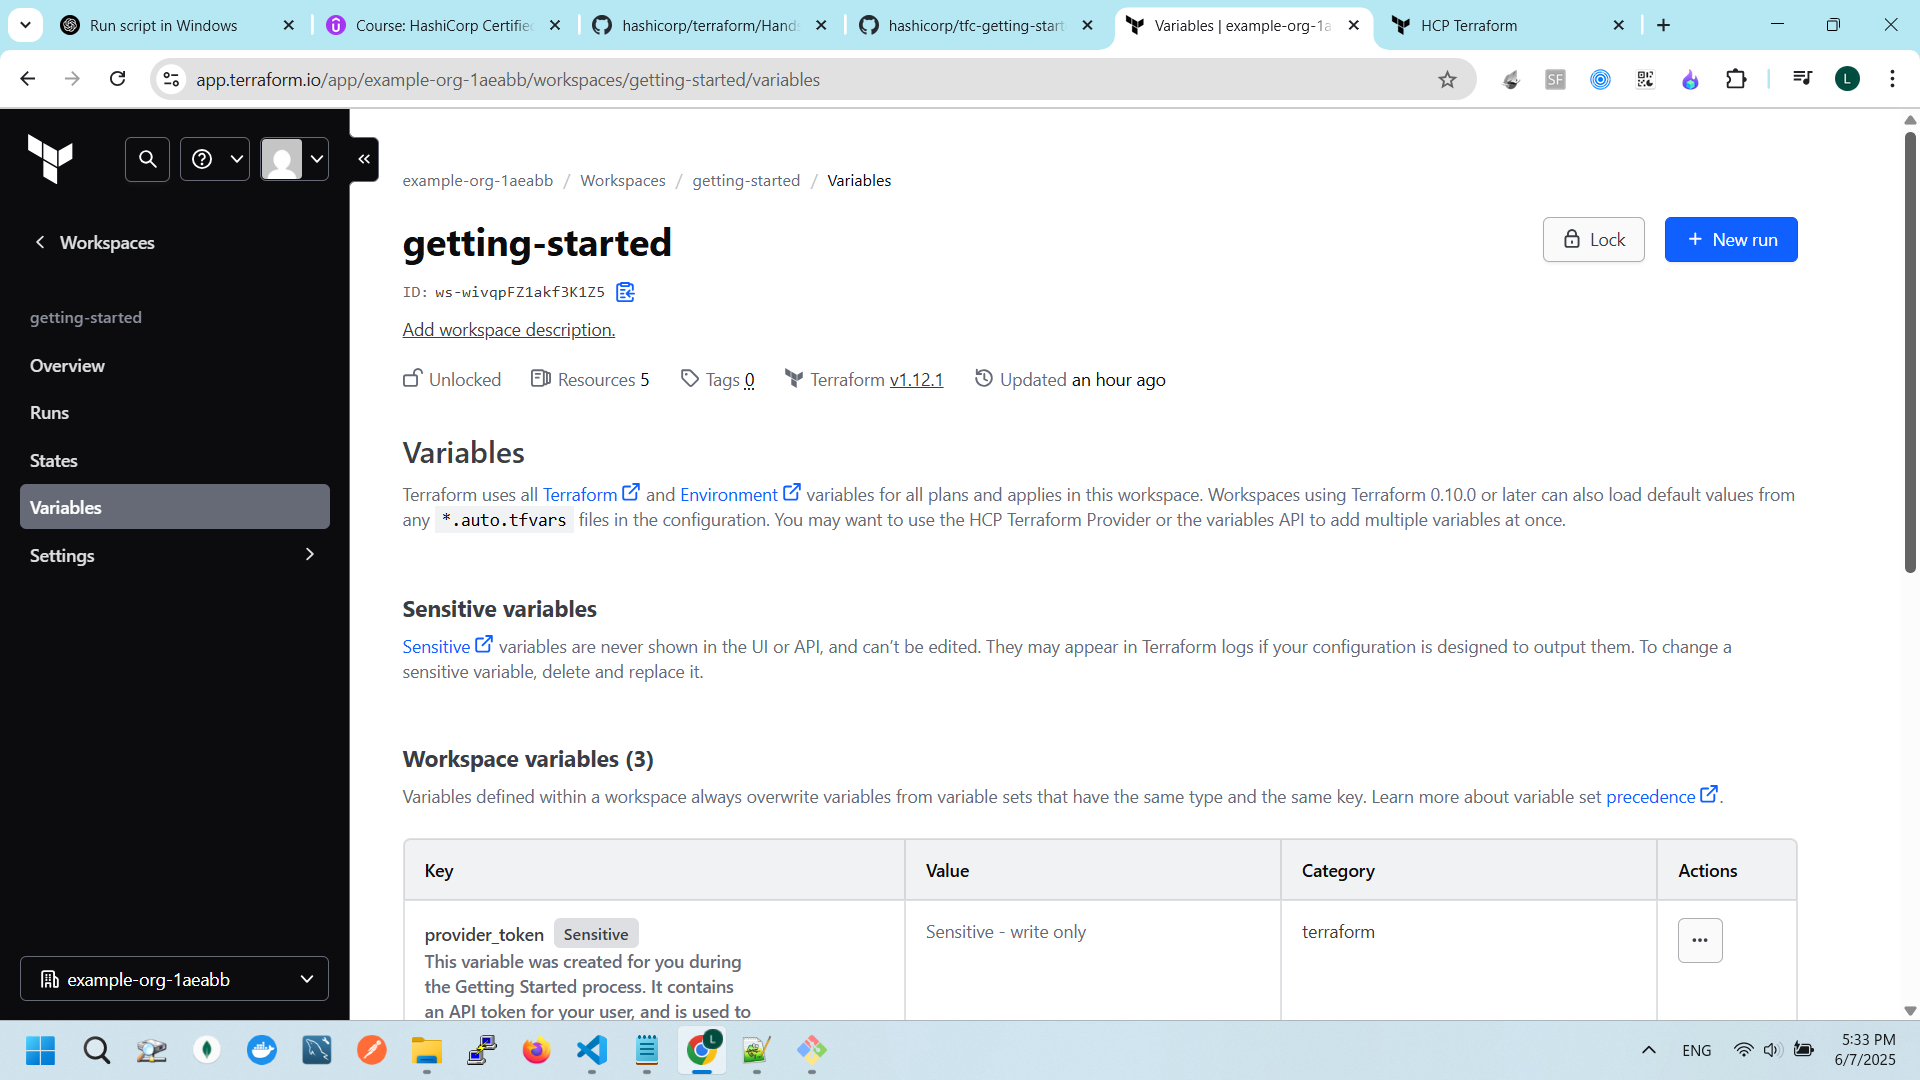 Run script in Windows
Course: HashiCorp Certifie
hashicorp/terraform/Hands
hashicorp/tfc-getting-start
Variables | example-org-1a
HCP Terraform
app.terraform.io/app/example-org-1aeabb/workspaces/getting-started/variables
SF
L
Workspaces
getting-started
Overview
Runs
States
Variables
Settings
example-org-1aeabb
example-org-1aeabb / Workspaces / getting-started / Variables
getting-started
Lock
New run
ID: ws-wivqpFZ1akf3K1Z5
Add workspace description.
Unlocked Resources 5 Tags 0 Terraform v1.12.1 Updated an hour ago
Variables
Terraform uses all Terraform and Environment variables for all plans and applies in this workspace. Workspaces using Terraform 0.10.0 or later can also load default values from
any *.auto.tfvars files in the configuration. You may want to use the HCP Terraform Provider or the variables API to add multiple variables at once.
Sensitive variables
Sensitive variables are never shown in the UI or API, and can’t be edited. They may appear in Terraform logs if your configuration is designed to output them. To change a
sensitive variable, delete and replace it.
Workspace variables (3)
Variables defined within a workspace always overwrite variables from variable sets that have the same type and the same key. Learn more about variable set precedence.
Key Value Category Actions
provider_token Sensitive Sensitive - write only terraform
This variable was created for you during
the Getting Started process. It contains
an API token for your user, and is used to
L
ENG
5:33 PM
6/7/2025